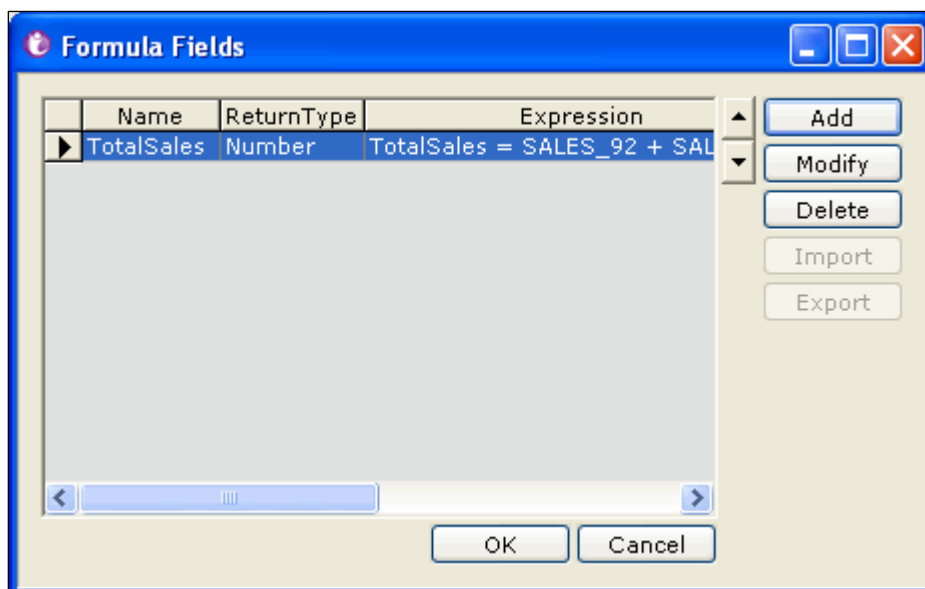 Formula Fields
Name ReturnType Expression
TotalSales Number TotalSales = SALES_92 + SAL
Add
Modify
Delete
Import
Export
OK Cancel